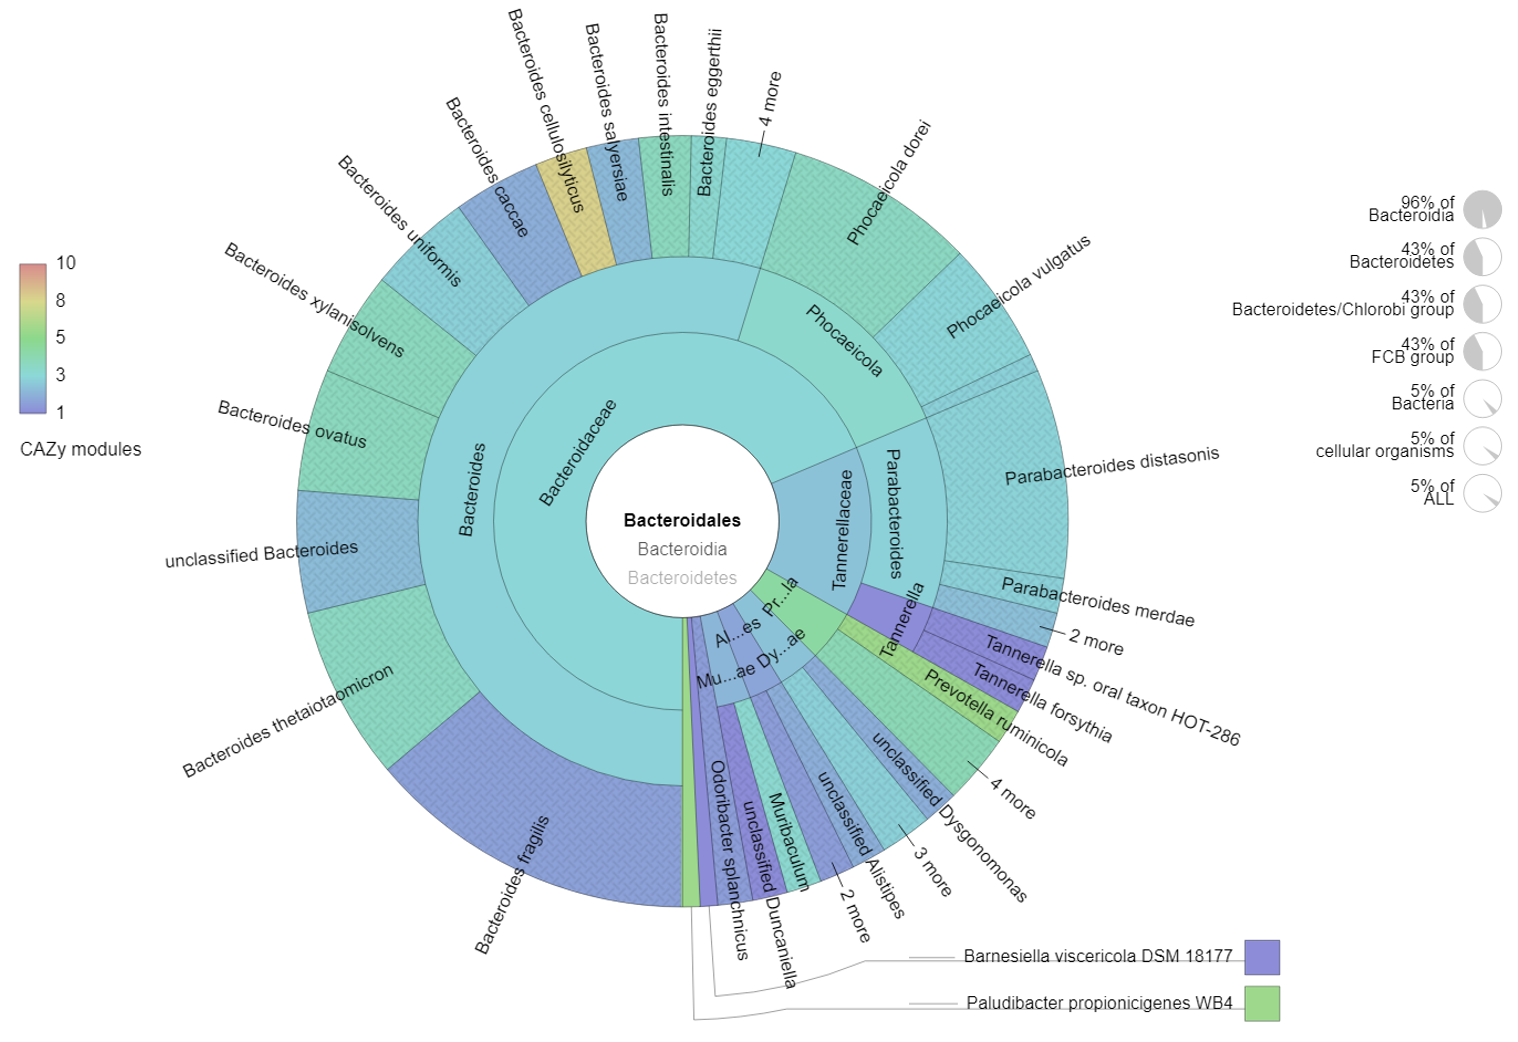 Bacteroides cellulosilyticus
Bacteroides salyersiae
Bacteroides intestinalis
Bacteroides eggerthii
4 more
Bacteroides caccae
Bacteroides uniformis
Bacteroides xylanisolvens
Bacteroides ovatus
unclassified Bacteroides
Bacteroides thetaiotaomicron
Bacteroides fragilis
Phocaeicola dorei
Phocaeicola vulgatus
Phocaeicola
Bacteroides
Bacteroidaceae
Tannerellaceae
Parabacteroides
Parabacteroides distasonis
Parabacteroides merdae
2 more
Tannerella
Tannerella sp. oral taxon HOT-286
Tannerella forsythia
Pr...la
Prevotella ruminicola
4 more
Dy...ae
unclassified Dysgonomonas
3 more
Al...es
unclassified Alistipes
2 more
Mu...ae
Muribaculum
unclassified Duncaniella
Odoribacter splanchnicus
Bacteroidales
Bacteroidia
Bacteroidetes
Barnesiella viscericola DSM 18177
Paludibacter propionicigenes WB4
10
8
5
3
1
CAZy modules
96% of
Bacteroidia
43% of
Bacteroidetes
43% of
Bacteroidetes/Chlorobi group
43% of
FCB group
5% of
Bacteria
5% of
cellular organisms
5% of
ALL